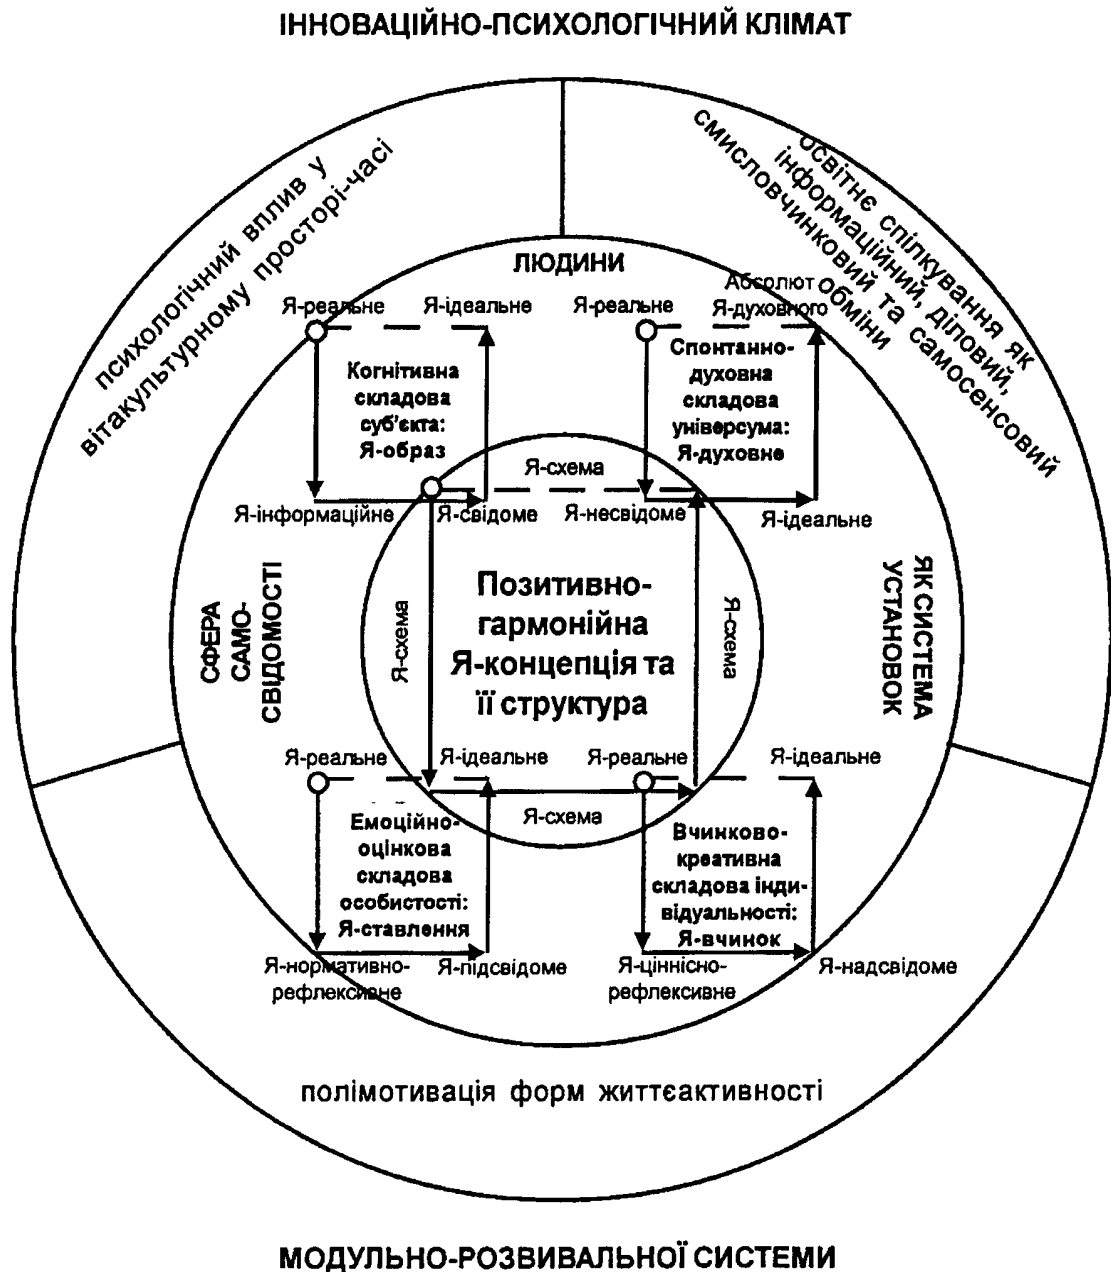 ІННОВАЦІЙНО-ПСИХОЛОГІЧНИЙ КЛІМАТ
психологічний вплив у
вітакультурному просторі-часі
освітнє спілкування як
інформаційний, діловий,
смисловчинковий та самосенсовий
обміни
ЛЮДИНИ
Я-реальне
Я-ідеальне
Я-реальне
Абсолют
Я-духовного
Когнітивна
складова
суб'єкта:
Я-образ
Спонтанно-
духовна
складова
універсума:
Я-духовне
Я-схема
Я-інформаційне
Я-свідоме
Я-несвідоме
Я-ідеальне
СФЕРА
САМО-
СВІДОМОСТІ
Я-схема
Позитивно-
гармонійна
Я-концепція та
її структура
Я-схема
ЯК СИСТЕМА
УСТАНОВОК
Я-реальне
Я-ідеальне
Я-реальне
Я-ідеальне
Я-схема
Емоційно-
оцінкова
складова
особистості:
Я-ставлення
Вчинково-
креативна
складова інди-
відуальності:
Я-вчинок
Я-нормативно-
рефлексивне
Я-підсвідоме
Я-ціннісно-
рефлексивне
Я-надсвідоме
полімотивація форм життєактивності
МОДУЛЬНО-РОЗВИВАЛЬНОЇ СИСТЕМИ